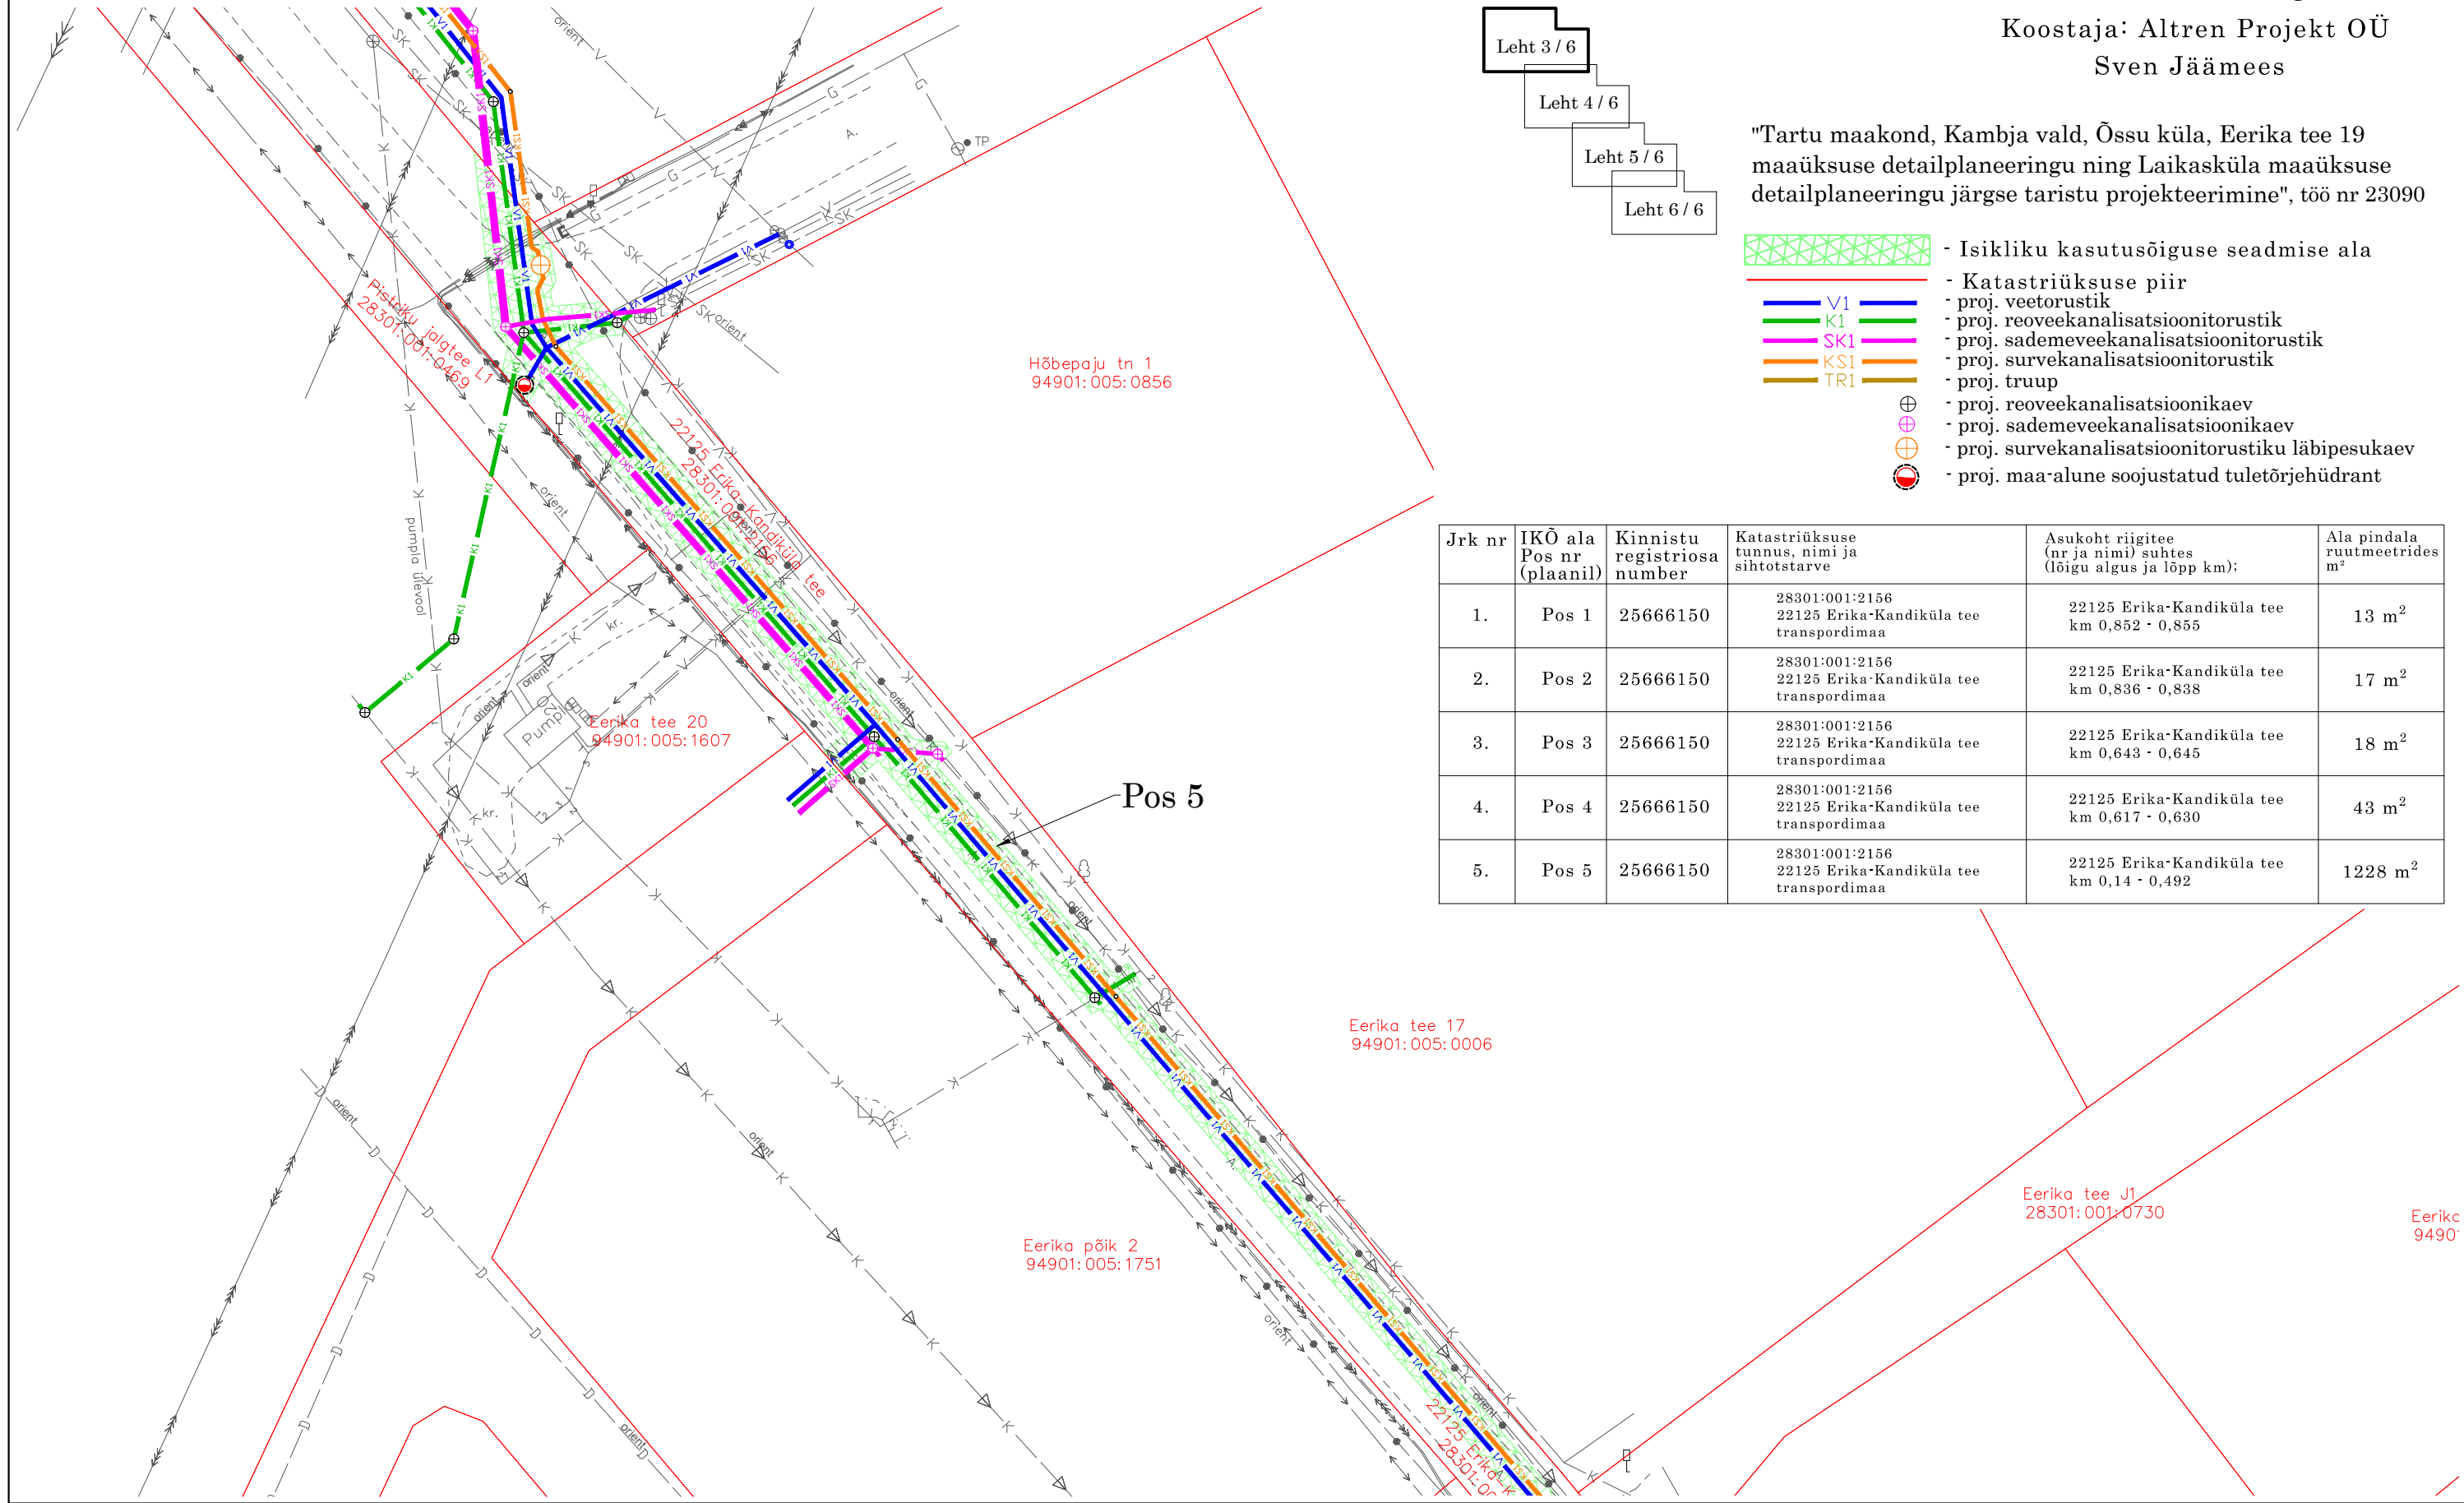 Koostaja: Altren Projekt OÜ
Sven Jäämees
Leht 3 / 6
Leht 4 / 6
Leht 5 / 6
Leht 6 / 6
"Tartu maakond, Kambja vald, Õssu küla, Eerika tee 19
maaüksuse detailplaneeringu ning Laikasküla maaüksuse
detailplaneeringu järgse taristu projekteerimine", töö nr 23090
- Isikliku kasutusõiguse seadmise ala
- Katastriüksuse piir
V1 - proj. veetorustik
K1 - proj. reoveekanalisatsioonitorustik
SK1 - proj. sademeveekanalisatsioonitorustik
KS1 - proj. survekanalisatsioonitorustik
TR1 - proj. truup
- proj. reoveekanalisatsioonikaev
- proj. sademeveekanalisatsioonikaev
- proj. survekanalisatsioonitorustiku läbipesukaev
- proj. maa-alune soojustatud tuletõrjehüdrant
Jrk nr
IKÕ ala
Pos nr
(plaanil)
Kinnistu
registriosa
number
Katastriüksuse
tunnus, nimi ja
sihtotstarve
Asukoht riigitee
(nr ja nimi) suhtes
(lõigu algus ja lõpp km);
Ala pindala
ruutmeetrides
m²
1. Pos 1 25666150
28301:001:2156
22125 Erika-Kandiküla tee
transpordimaa
22125 Erika-Kandiküla tee
km 0,852 - 0,855
13 m²
2. Pos 2 25666150
28301:001:2156
22125 Erika-Kandiküla tee
transpordimaa
22125 Erika-Kandiküla tee
km 0,836 - 0,838
17 m²
3. Pos 3 25666150
28301:001:2156
22125 Erika-Kandiküla tee
transpordimaa
22125 Erika-Kandiküla tee
km 0,643 - 0,645
18 m²
4. Pos 4 25666150
28301:001:2156
22125 Erika-Kandiküla tee
transpordimaa
22125 Erika-Kandiküla tee
km 0,617 - 0,630
43 m²
5. Pos 5 25666150
28301:001:2156
22125 Erika-Kandiküla tee
transpordimaa
22125 Erika-Kandiküla tee
km 0,14 - 0,492
1228 m²
TP
Pistriku jalgtee L1
28301:001:0469
Hõbepaju tn 1
94901:005:0856
22125 Erika-Kandiküla tee
28301:001:2156
pumpla ülevool
orient
kr.
Eerika tee 20
94901:005:1607
Pos 5
Eerika tee 17
94901:005:0006
Eerika põik 2
94901:005:1751
Eerika tee J1
28301:001:0730
22125 Erika-K